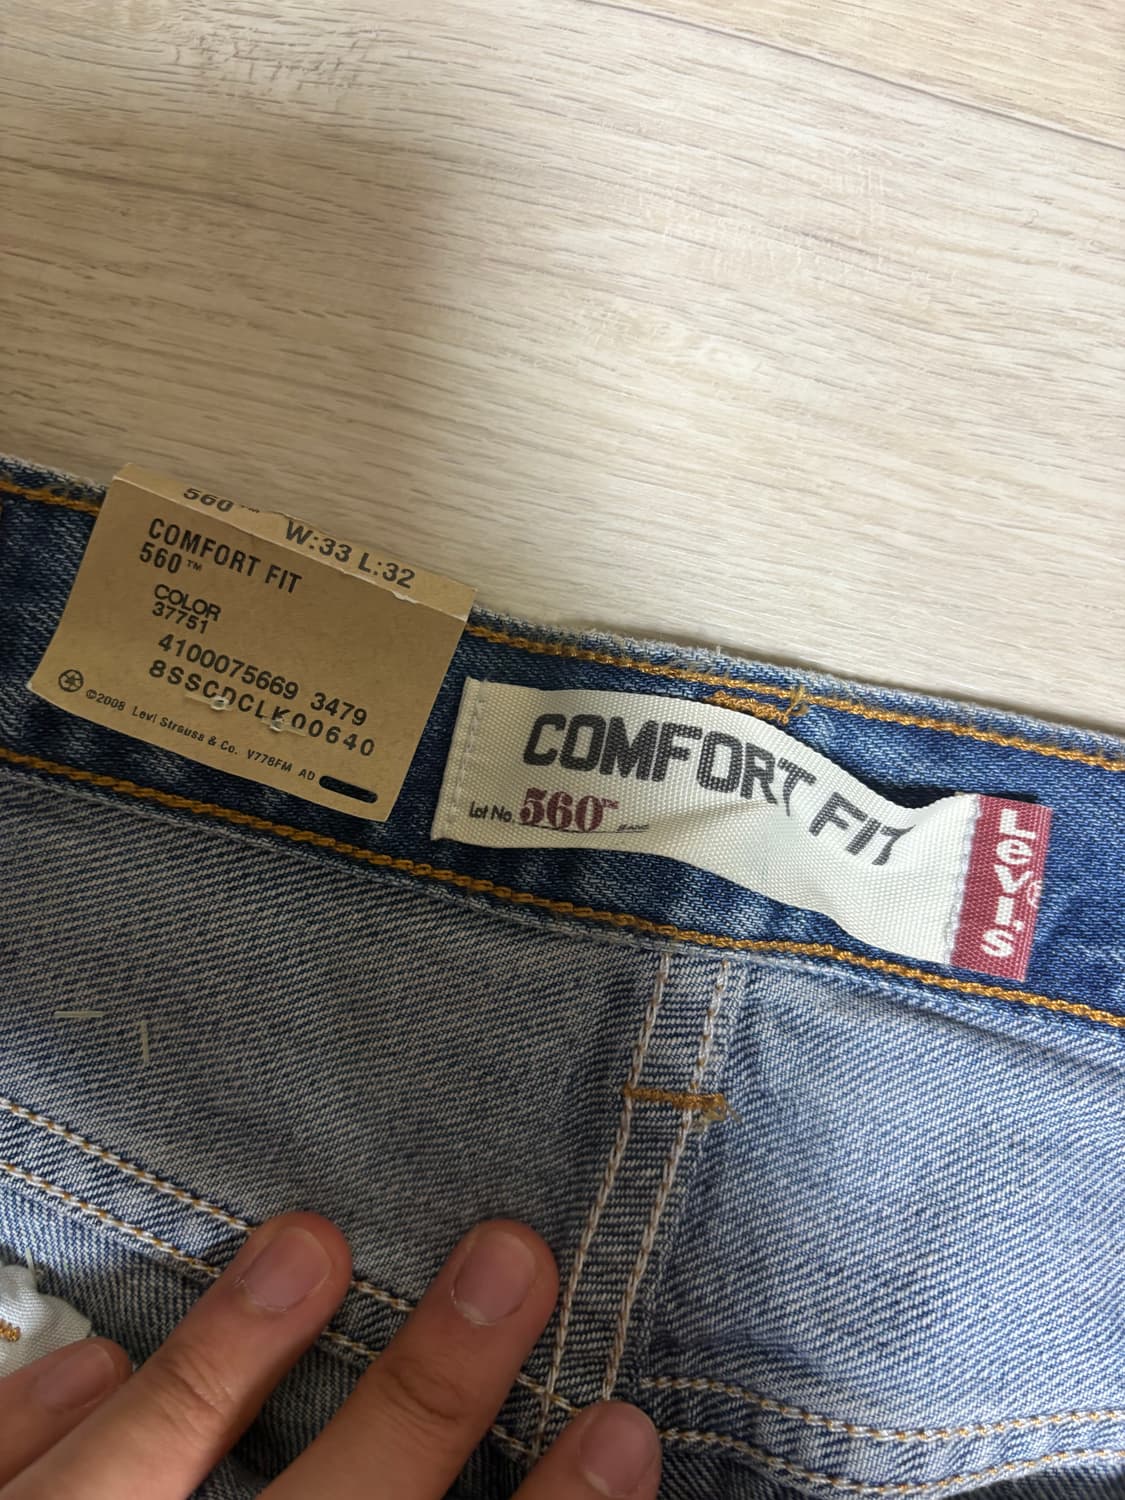 560™ W:33 L:32
COMFORT FIT
560™
COLOR
37751
4100075669 3479
8SSCDCLK00640
©2008 Levi Strauss & Co. V778FM AD
COMFORT FIT
Lot No. 560™
Levi's®